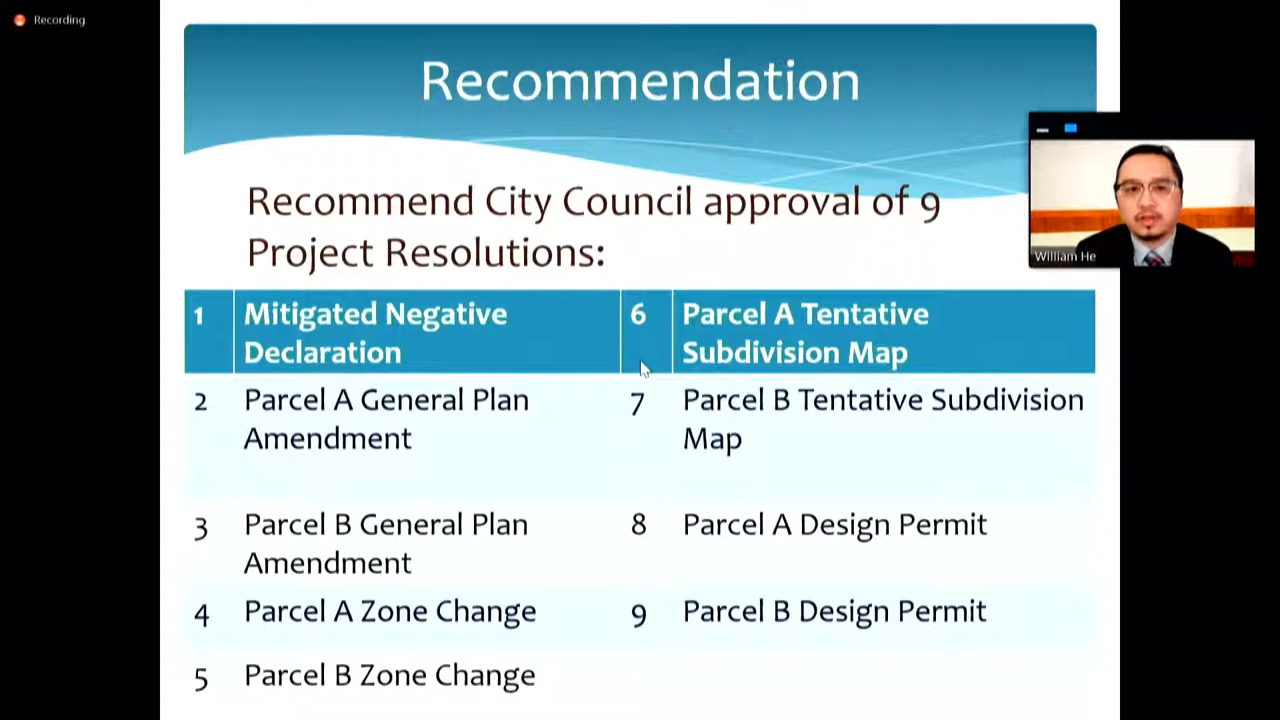 Recording
Recommendation
Recommend City Council approval of 9
Project Resolutions:
William He
1 Mitigated Negative
Declaration
6 Parcel A Tentative
Subdivision Map
2 Parcel A General Plan
Amendment
7 Parcel B Tentative Subdivision
Map
3 Parcel B General Plan
Amendment
8 Parcel A Design Permit
4 Parcel A Zone Change
9 Parcel B Design Permit
5 Parcel B Zone Change